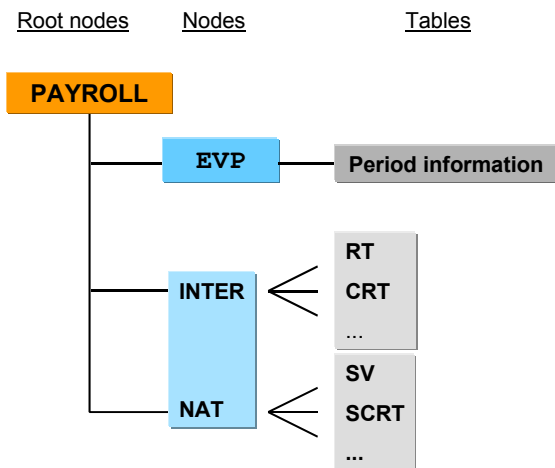 Root nodes Nodes Tables
PAYROLL
EVP Period information
RT
INTER CRT
...
SV
NAT SCRT
...